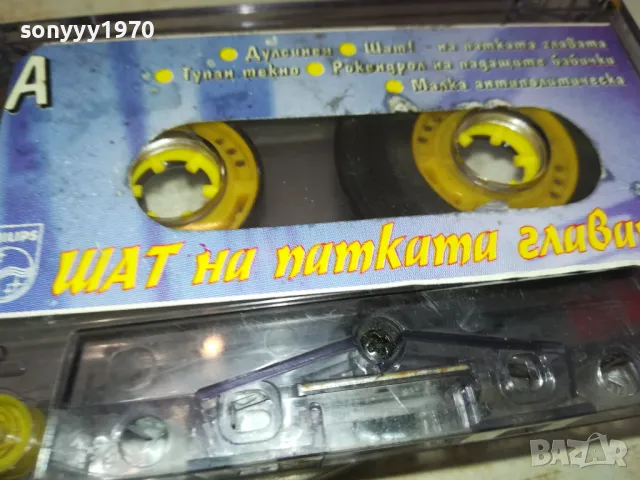 sonyyy1970
A
Дулсинея Шат! - на патката главата
Тупан текно Рокендрол на падащите бабички
Малка антиполитическа
PHILIPS
ШАТ на патката глава
BAZAR